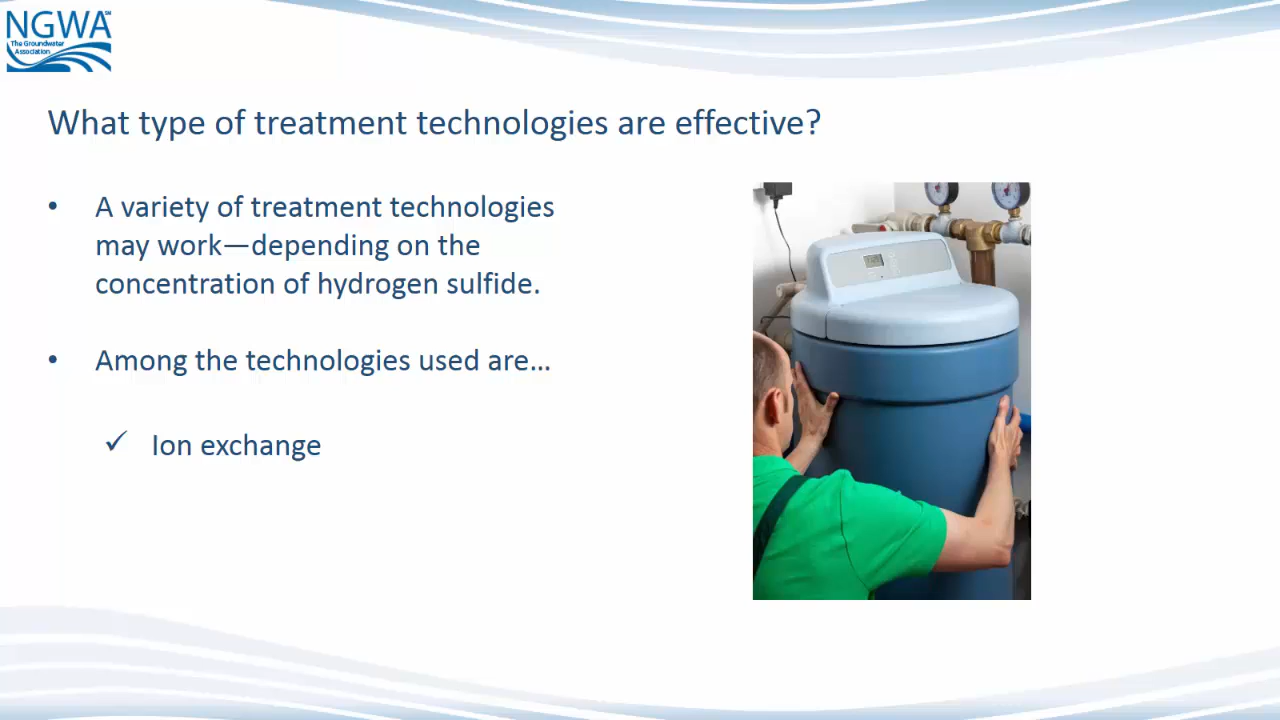 NGWA℠
The Groundwater
Association
What type of treatment technologies are effective?
• A variety of treatment technologies
may work—depending on the
concentration of hydrogen sulfide.
• Among the technologies used are…
✓ Ion exchange